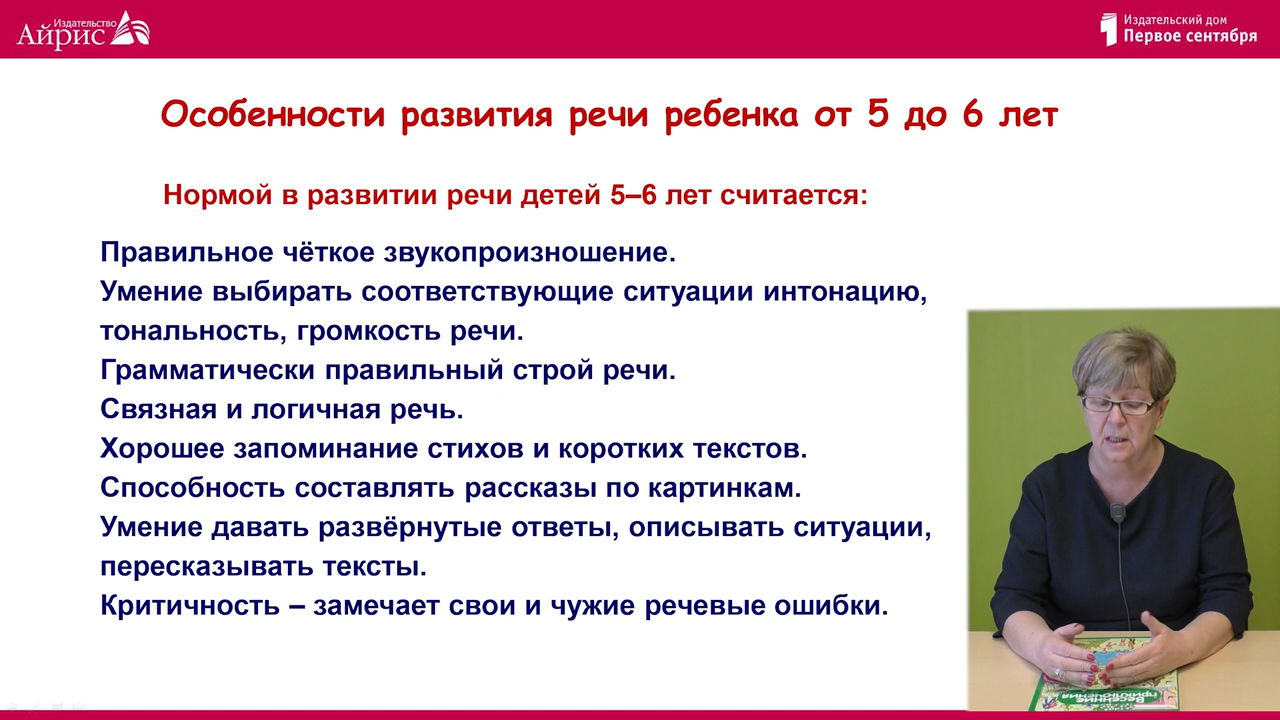 Издательство
Айрис
Издательский дом
Первое сентября
Особенности развития речи ребенка от 5 до 6 лет
Нормой в развитии речи детей 5–6 лет считается:
Правильное чёткое звукопроизношение.
Умение выбирать соответствующие ситуации интонацию,
тональность, громкость речи.
Грамматически правильный строй речи.
Связная и логичная речь.
Хорошее запоминание стихов и коротких текстов.
Способность составлять рассказы по картинкам.
Умение давать развёрнутые ответы, описывать ситуации,
пересказывать тексты.
Критичность – замечает свои и чужие речевые ошибки.
Весенние
приключения